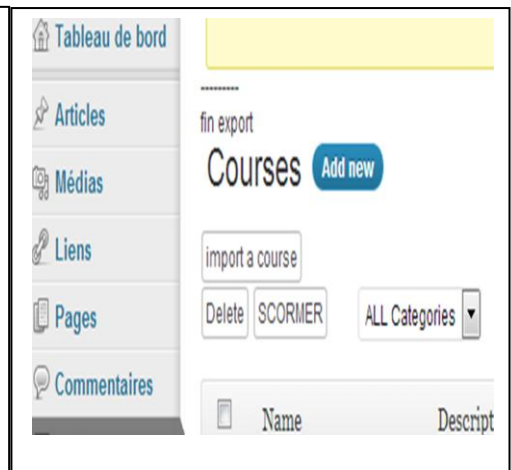 Tableau de bord
Articles
Médias
Liens
Pages
Commentaires
---------
fin export
Courses Add new
import a course
Delete SCORMER ALL Categories
Name Descript